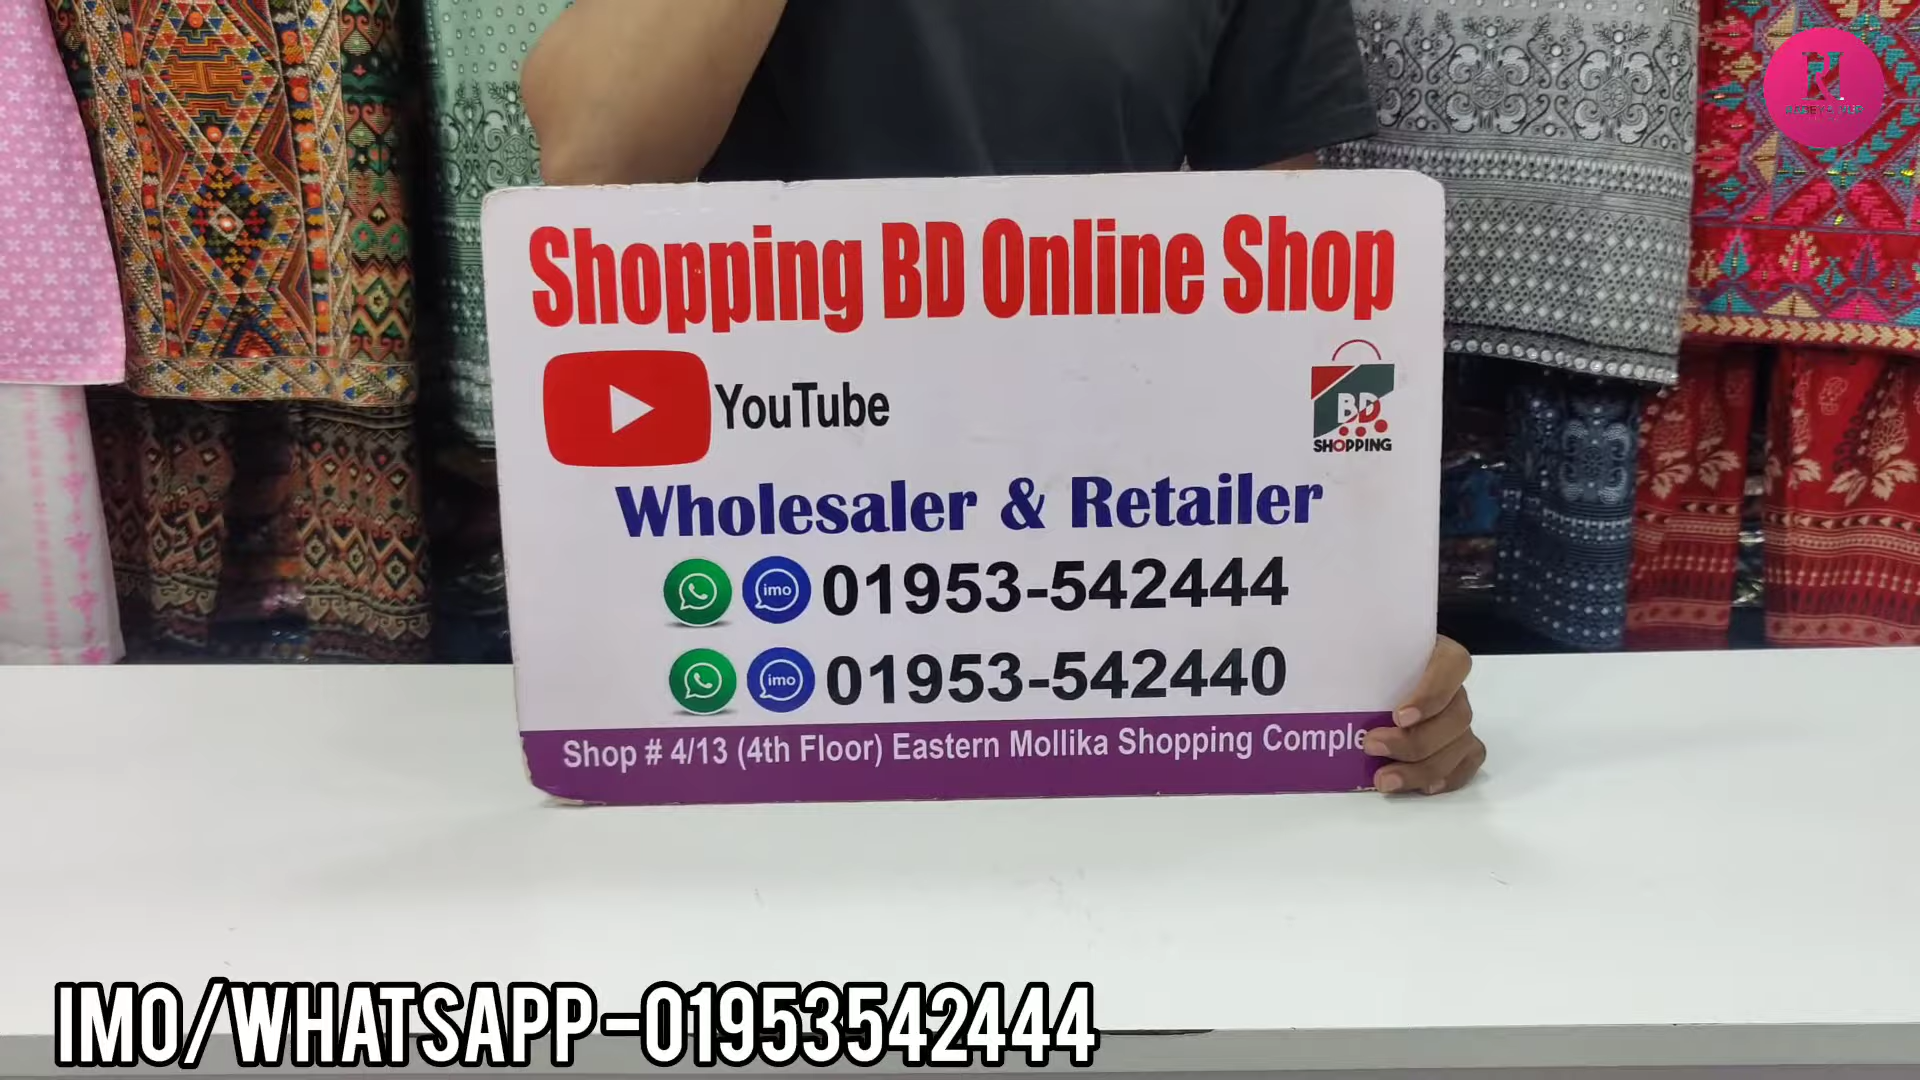 Shopping BD Online Shop
YouTube
BD
SHOPPING
Wholesaler & Retailer
imo 01953-542444
imo 01953-542440
Shop # 4/13 (4th Floor) Eastern Mollika Shopping Comple
IMO/WHATSAPP-01953542444